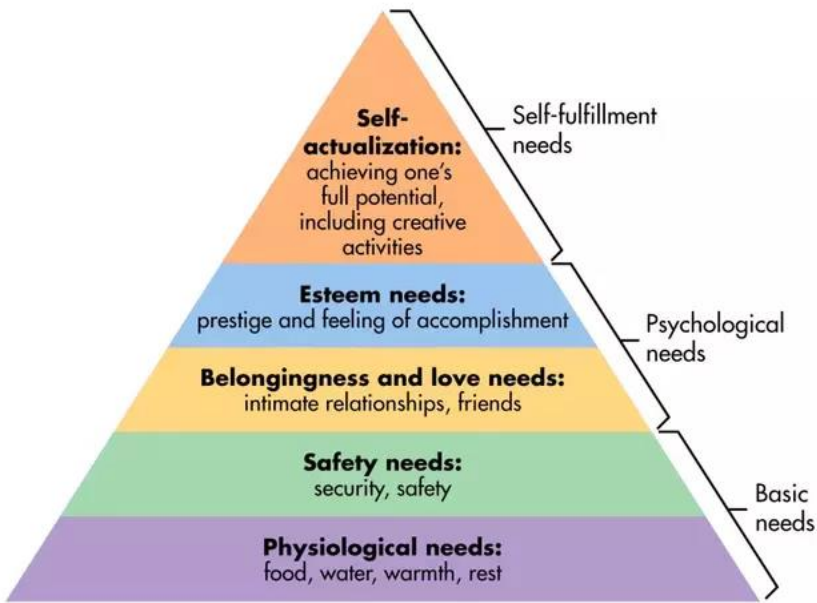 Self-
actualization:
achieving one's
full potential,
including creative
activities
Self-fulfillment
needs
Esteem needs:
prestige and feeling of accomplishment
Belongingness and love needs:
intimate relationships, friends
Psychological
needs
Safety needs:
security, safety
Physiological needs:
food, water, warmth, rest
Basic
needs